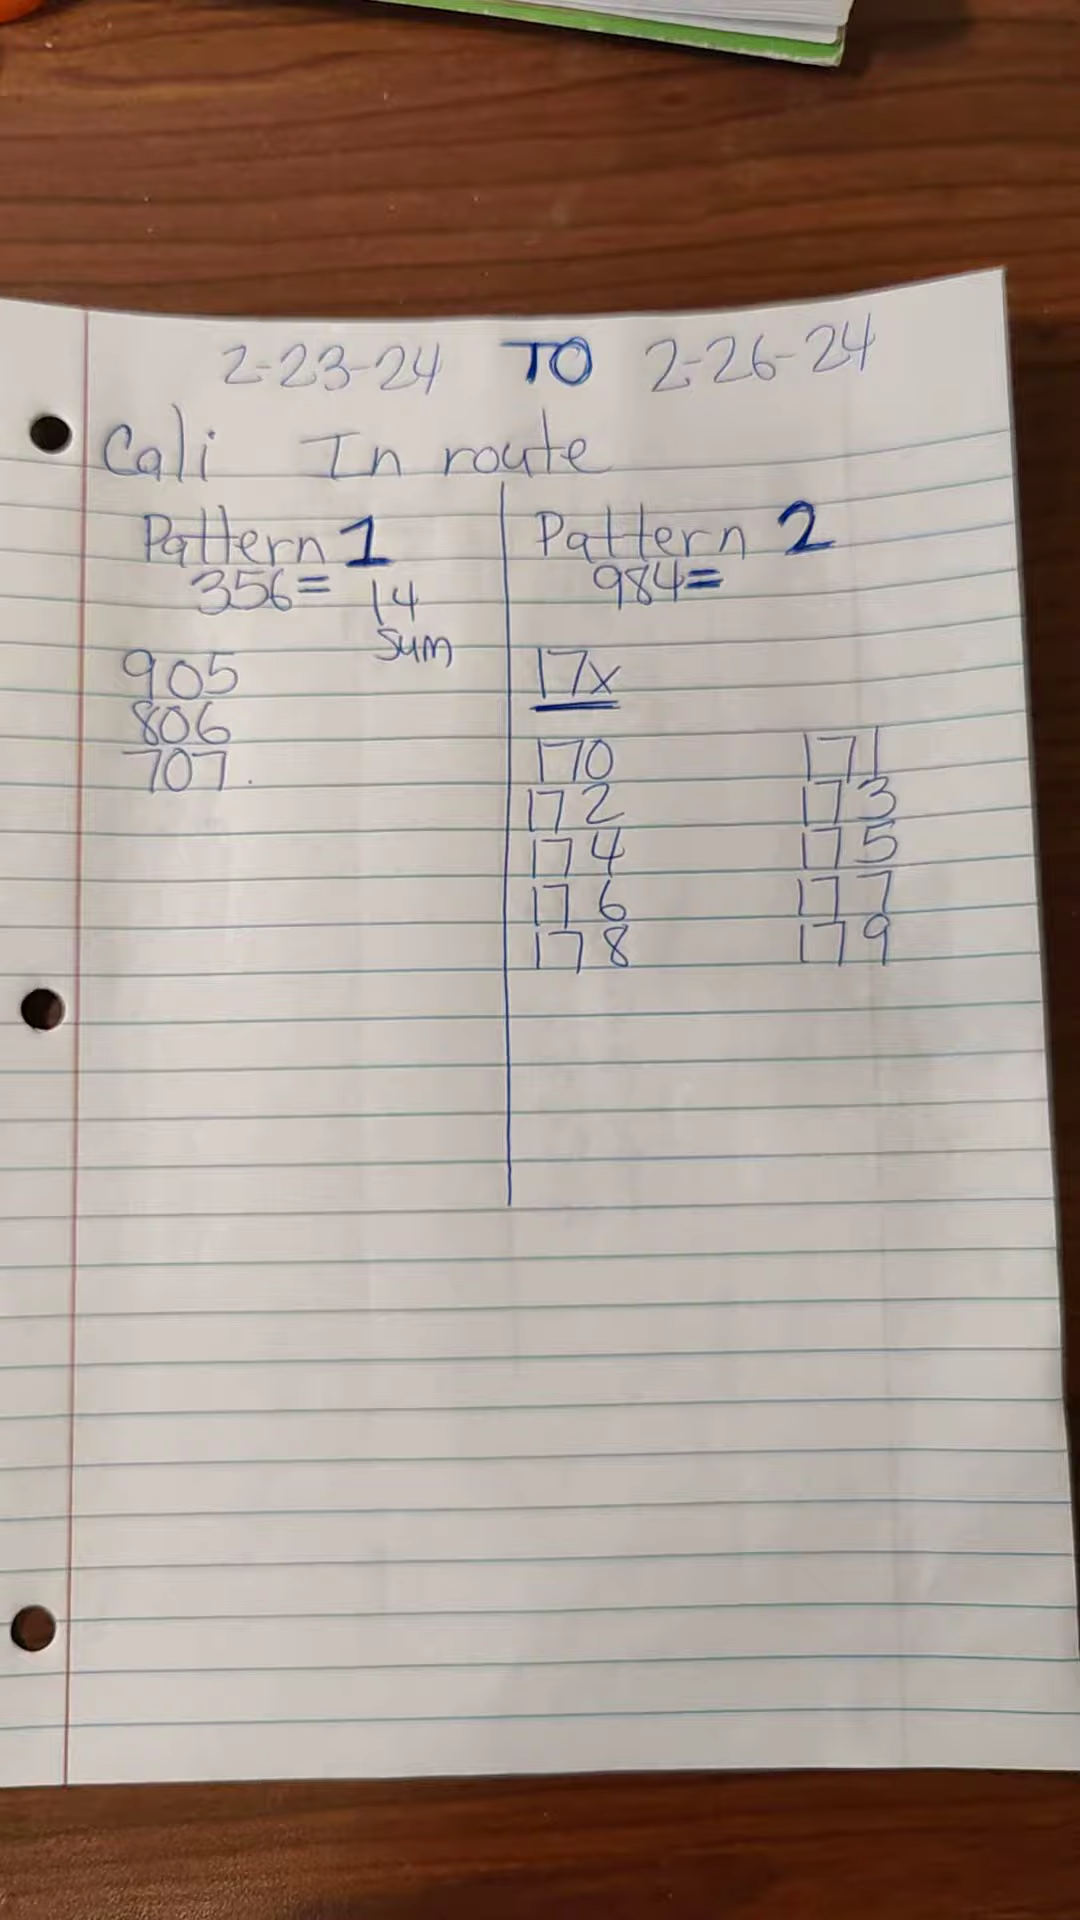 2-23-24 TO 2-26-24
Cali In route
Pattern 1
356= 14
Sum
905
806
707.
Pattern 2
984=
17x
170 171
172 173
174 175
176 177
178 179